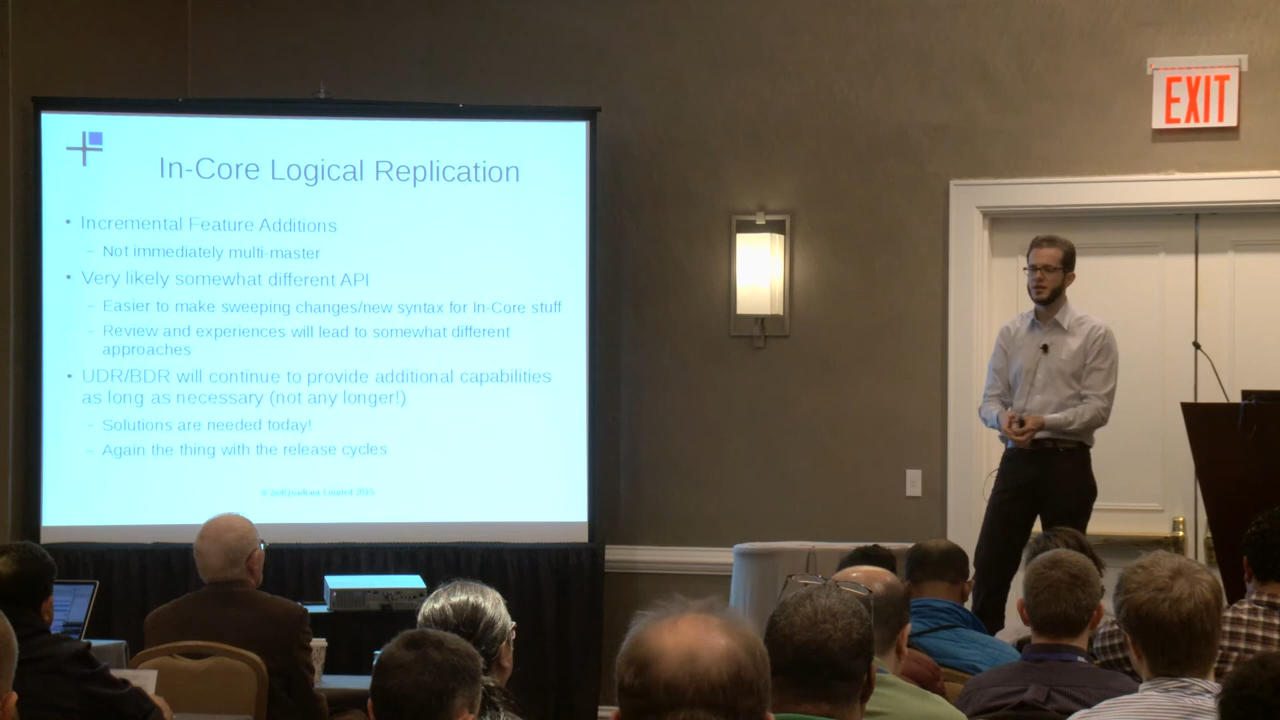 EXIT
In-Core Logical Replication
• Incremental Feature Additions
– Not immediately multi-master
• Very likely somewhat different API
– Easier to make sweeping changes/new syntax for In-Core stuff
– Review and experiences will lead to somewhat different
approaches
• UDR/BDR will continue to provide additional capabilities
as long as necessary (not any longer!)
– Solutions are needed today!
– Again the thing with the release cycles
© 2ndQuadrant Limited 2015